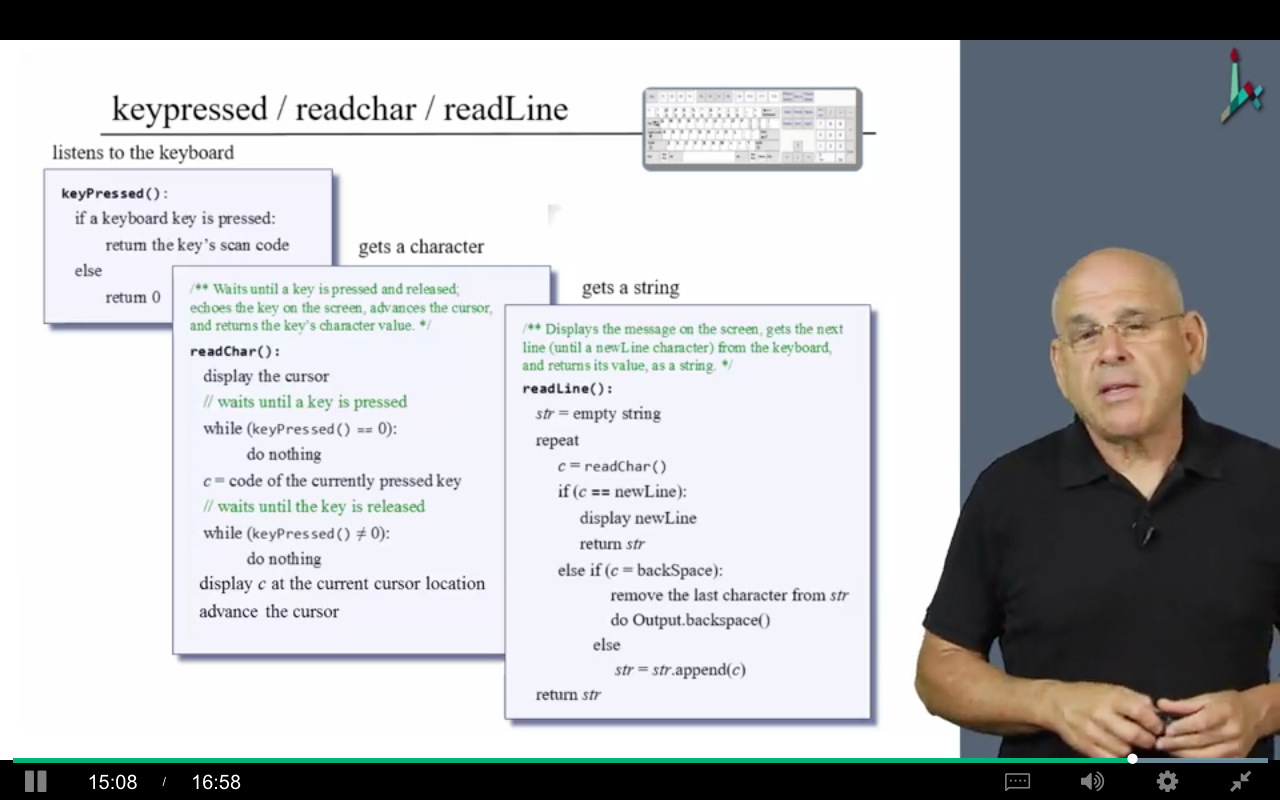 keypressed / readchar / readLine
listens to the keyboard
keyPressed():
if a keyboard key is pressed:
return the key's scan code
else
return 0
gets a character
/** Waits until a key is pressed and released;
echoes the key on the screen, advances the cursor,
and returns the key's character value. */
readChar():
display the cursor
// waits until a key is pressed
while (keyPressed() == 0):
do nothing
c = code of the currently pressed key
// waits until the key is released
while (keyPressed() ≠ 0):
do nothing
display c at the current cursor location
advance the cursor
gets a string
/** Displays the message on the screen, gets the next
line (until a newLine character) from the keyboard,
and returns its value, as a string. */
readLine():
str = empty string
repeat
c = readChar()
if (c == newLine):
display newLine
return str
else if (c = backSpace):
remove the last character from str
do Output.backspace()
else
str = str.append(c)
return str
15:08 / 16:58